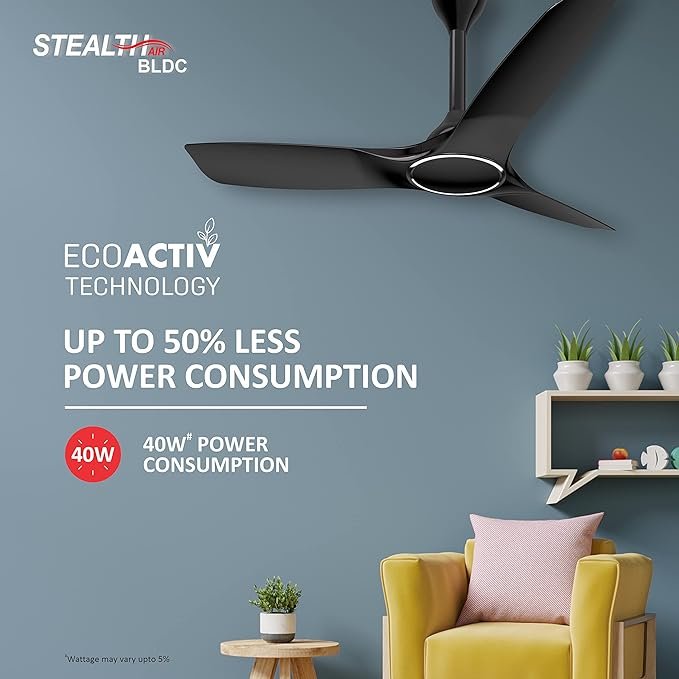 STEALTH AIR
BLDC
ECOACTIV
TECHNOLOGY
UP TO 50% LESS
POWER CONSUMPTION
40W
40W# POWER
CONSUMPTION
#Wattage may vary upto 5%